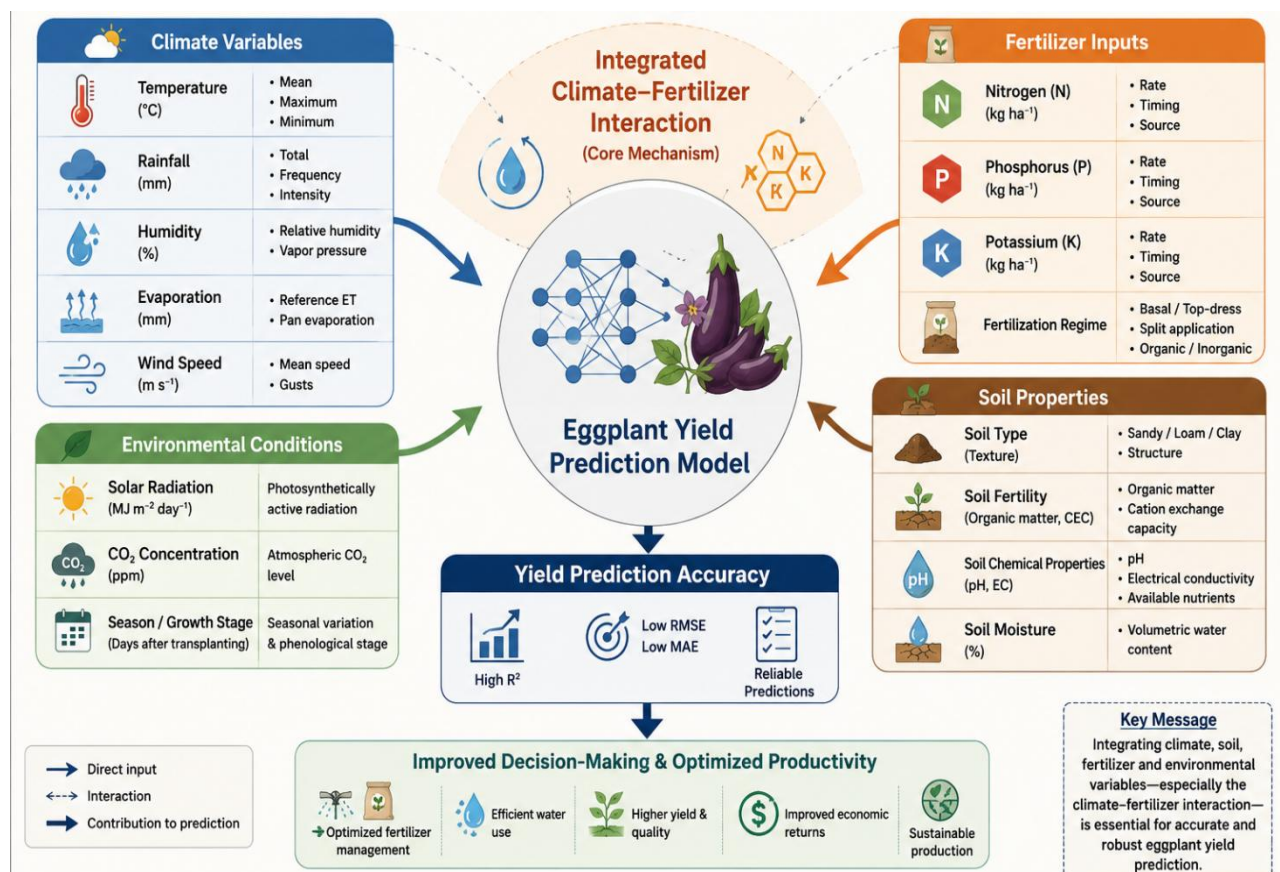 Climate Variables
Temperature
(°C)
• Mean
• Maximum
• Minimum
Rainfall
(mm)
• Total
• Frequency
• Intensity
Humidity
(%)
• Relative humidity
• Vapor pressure
Evaporation
(mm)
• Reference ET
• Pan evaporation
Wind Speed
(m s⁻¹)
• Mean speed
• Gusts
Integrated
Climate–Fertilizer
Interaction
(Core Mechanism)
N
K
K
Fertilizer Inputs
N
Nitrogen (N)
(kg ha⁻¹)
• Rate
• Timing
• Source
P
Phosphorus (P)
(kg ha⁻¹)
• Rate
• Timing
• Source
K
Potassium (K)
(kg ha⁻¹)
• Rate
• Timing
• Source
Fertilization Regime
• Basal / Top-dress
• Split application
• Organic / Inorganic
Eggplant Yield
Prediction Model
Environmental Conditions
Solar Radiation
(MJ m⁻² day⁻¹)
Photosynthetically
active radiation
CO₂
CO₂ Concentration
(ppm)
Atmospheric CO₂
level
Season / Growth Stage
(Days after transplanting)
Seasonal variation
& phenological stage
Soil Properties
Soil Type
(Texture)
• Sandy / Loam / Clay
• Structure
Soil Fertility
(Organic matter, CEC)
• Organic matter
• Cation exchange
capacity
pH
Soil Chemical Properties
(pH, EC)
• pH
• Electrical conductivity
• Available nutrients
Soil Moisture
(%)
• Volumetric water
content
Yield Prediction Accuracy
High R²
Low RMSE
Low MAE
Reliable
Predictions
Direct input
Interaction
Contribution to prediction
Improved Decision-Making & Optimized Productivity
Optimized fertilizer
management
Efficient water
use
Higher yield &
quality
$
Improved economic
returns
Sustainable
production
Key Message
Integrating climate, soil,
fertilizer and environmental
variables—especially the
climate–fertilizer interaction—
is essential for accurate and
robust eggplant yield
prediction.